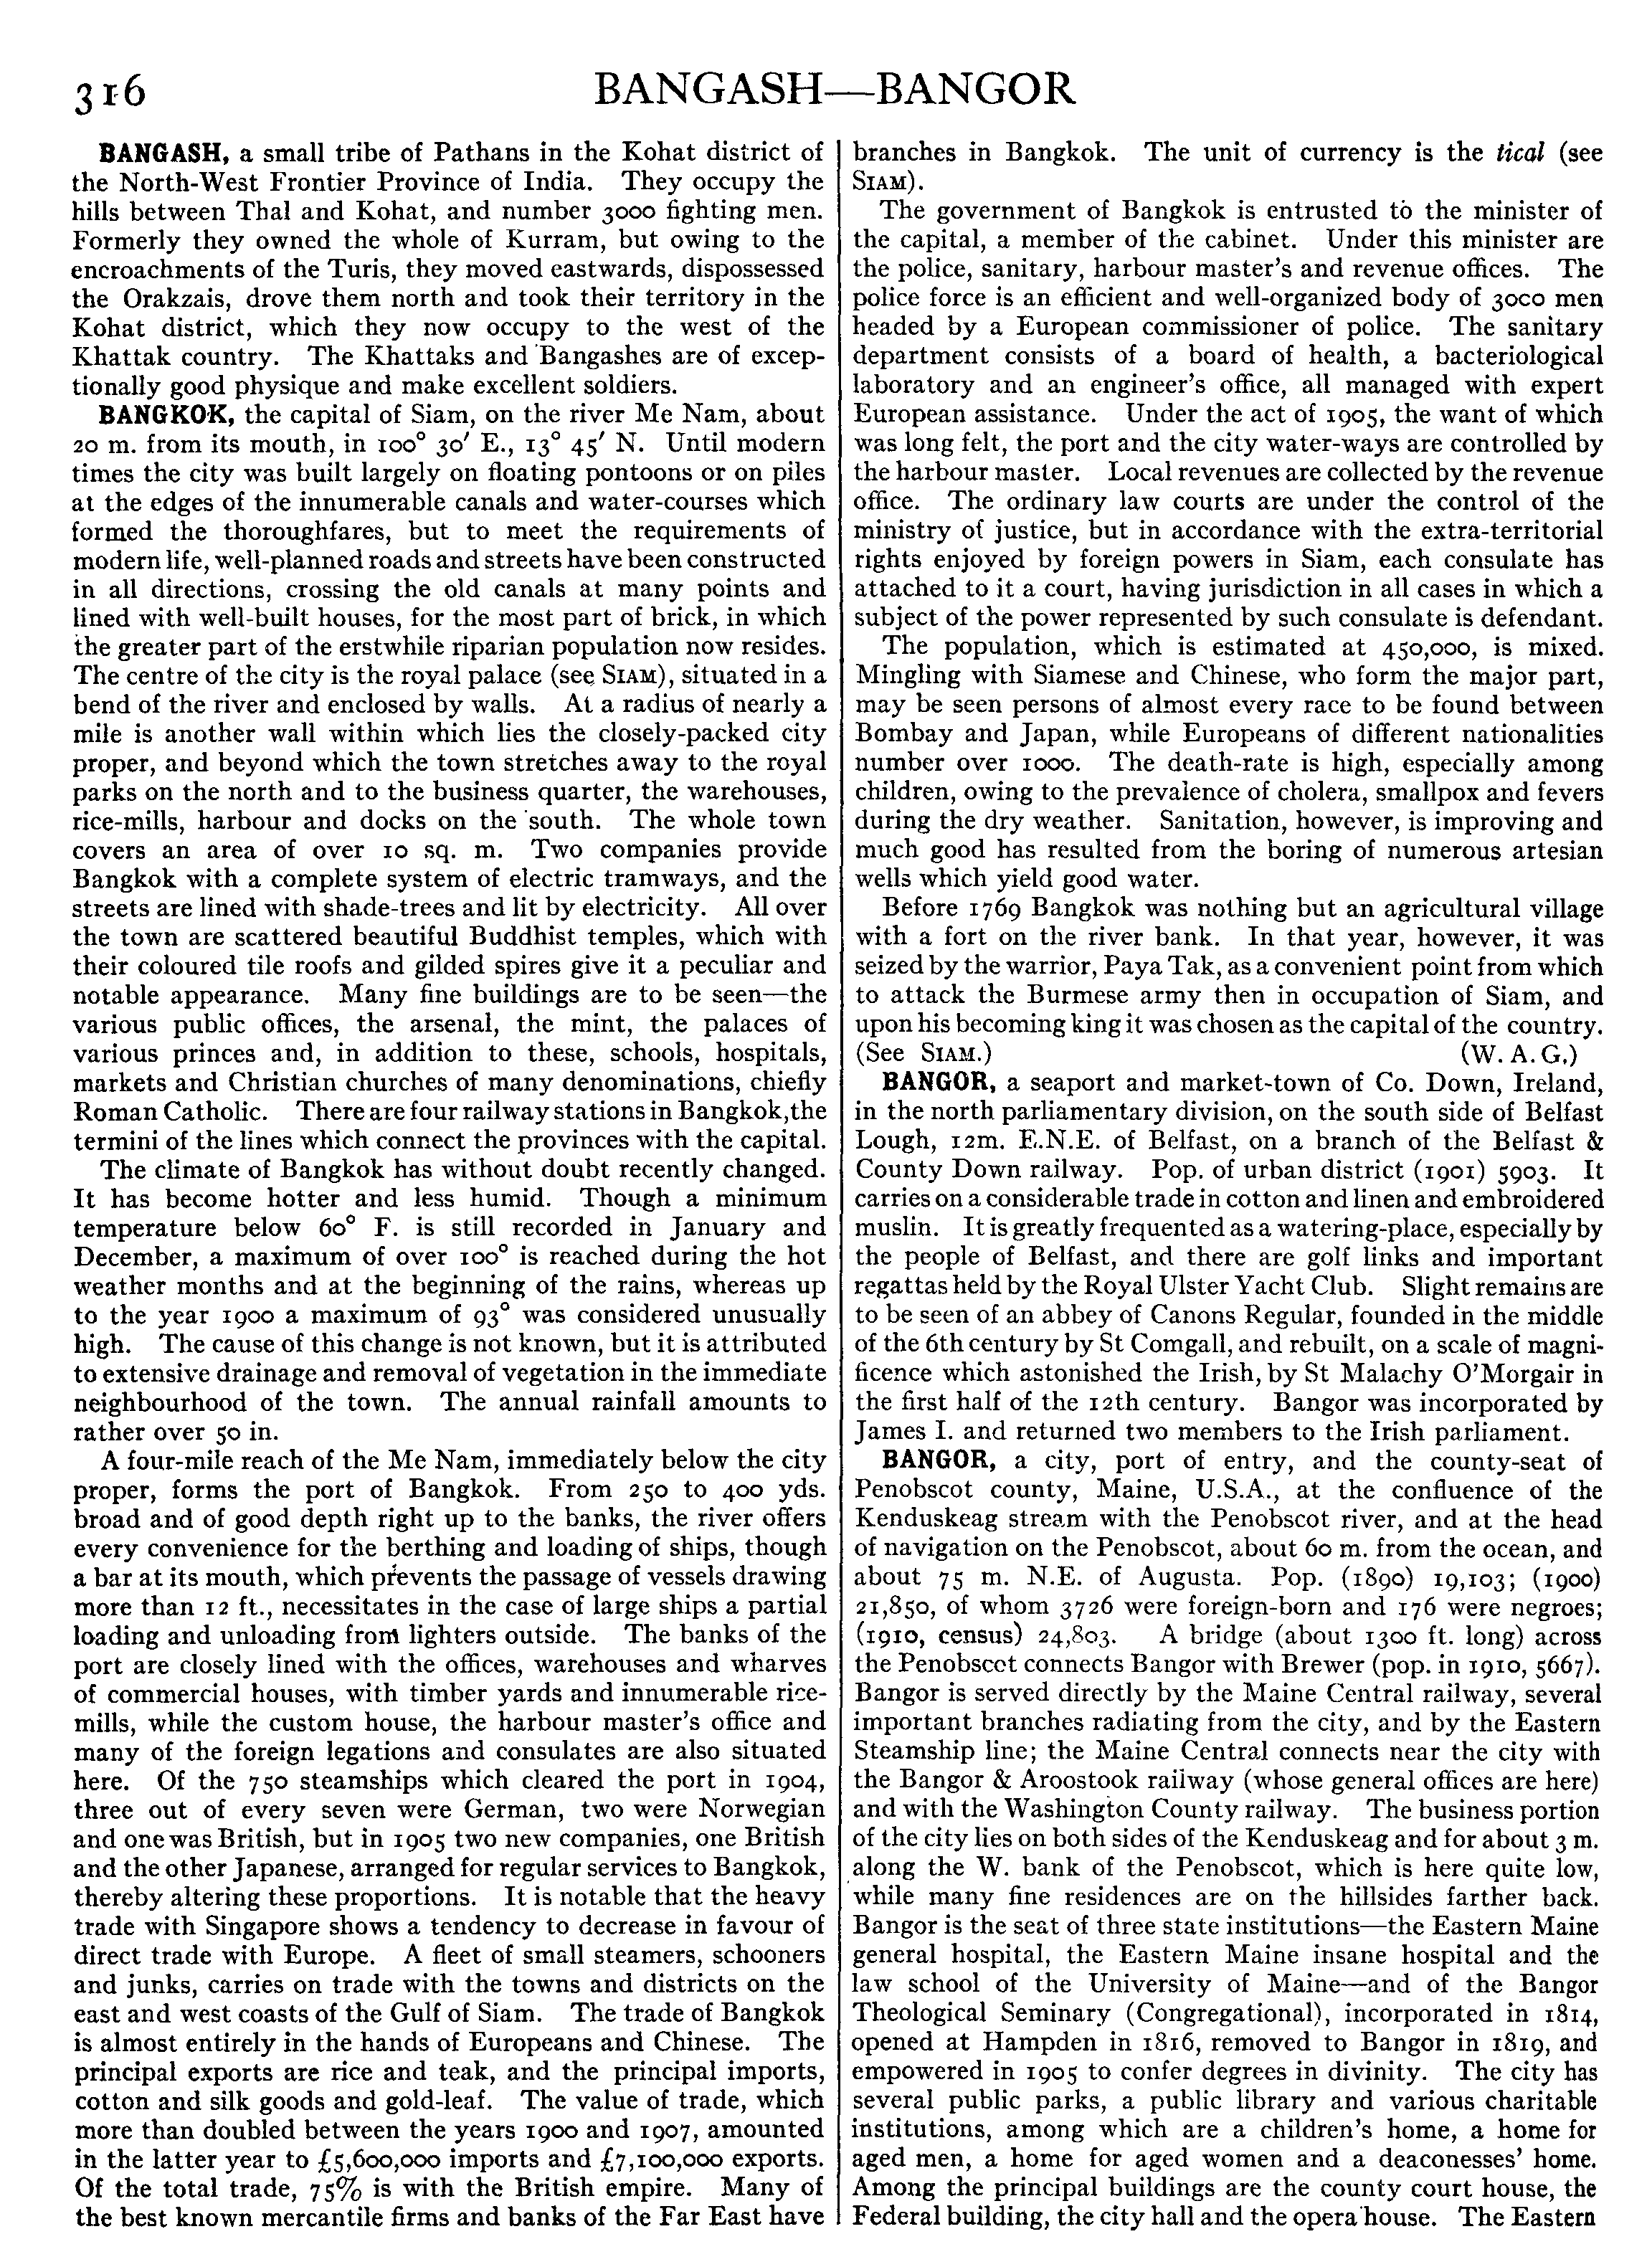 316
BANGASH—BANGOR
BANGASH, a small tribe of Pathans in the Kohat district of
the North-West Frontier Province of India. They occupy the
hills between Thal and Kohat, and number 3000 fighting men.
Formerly they owned the whole of Kurram, but owing to the
encroachments of the Turis, they moved eastwards, dispossessed
the Orakzais, drove them north and took their territory in the
Kohat district, which they now occupy to the west of the
Khattak country. The Khattaks and Bangashes are of excep-
tionally good physique and make excellent soldiers.
BANGKOK, the capital of Siam, on the river Me Nam, about
20 m. from its mouth, in 100° 30′ E., 13° 45′ N. Until modern
times the city was built largely on floating pontoons or on piles
at the edges of the innumerable canals and water-courses which
formed the thoroughfares, but to meet the requirements of
modern life, well-planned roads and streets have been constructed
in all directions, crossing the old canals at many points and
lined with well-built houses, for the most part of brick, in which
the greater part of the erstwhile riparian population now resides.
The centre of the city is the royal palace (see SIAM), situated in a
bend of the river and enclosed by walls. At a radius of nearly a
mile is another wall within which lies the closely-packed city
proper, and beyond which the town stretches away to the royal
parks on the north and to the business quarter, the warehouses,
rice-mills, harbour and docks on the south. The whole town
covers an area of over 10 sq. m. Two companies provide
Bangkok with a complete system of electric tramways, and the
streets are lined with shade-trees and lit by electricity. All over
the town are scattered beautiful Buddhist temples, which with
their coloured tile roofs and gilded spires give it a peculiar and
notable appearance. Many fine buildings are to be seen—the
various public offices, the arsenal, the mint, the palaces of
various princes and, in addition to these, schools, hospitals,
markets and Christian churches of many denominations, chiefly
Roman Catholic. There are four railway stations in Bangkok, the
termini of the lines which connect the provinces with the capital.
The climate of Bangkok has without doubt recently changed.
It has become hotter and less humid. Though a minimum
temperature below 60° F. is still recorded in January and
December, a maximum of over 100° is reached during the hot
weather months and at the beginning of the rains, whereas up
to the year 1900 a maximum of 93° was considered unusually
high. The cause of this change is not known, but it is attributed
to extensive drainage and removal of vegetation in the immediate
neighbourhood of the town. The annual rainfall amounts to
rather over 50 in.
A four-mile reach of the Me Nam, immediately below the city
proper, forms the port of Bangkok. From 250 to 400 yds.
broad and of good depth right up to the banks, the river offers
every convenience for the berthing and loading of ships, though
a bar at its mouth, which prevents the passage of vessels drawing
more than 12 ft., necessitates in the case of large ships a partial
loading and unloading from lighters outside. The banks of the
port are closely lined with the offices, warehouses and wharves
of commercial houses, with timber yards and innumerable rice-
mills, while the custom house, the harbour master's office and
many of the foreign legations and consulates are also situated
here. Of the 750 steamships which cleared the port in 1904,
three out of every seven were German, two were Norwegian
and one was British, but in 1905 two new companies, one British
and the other Japanese, arranged for regular services to Bangkok,
thereby altering these proportions. It is notable that the heavy
trade with Singapore shows a tendency to decrease in favour of
direct trade with Europe. A fleet of small steamers, schooners
and junks, carries on trade with the towns and districts on the
east and west coasts of the Gulf of Siam. The trade of Bangkok
is almost entirely in the hands of Europeans and Chinese. The
principal exports are rice and teak, and the principal imports,
cotton and silk goods and gold-leaf. The value of trade, which
more than doubled between the years 1900 and 1907, amounted
in the latter year to £5,600,000 imports and £7,100,000 exports.
Of the total trade, 75% is with the British empire. Many of
the best known mercantile firms and banks of the Far East have
branches in Bangkok. The unit of currency is the tical (see
SIAM).
The government of Bangkok is entrusted to the minister of
the capital, a member of the cabinet. Under this minister are
the police, sanitary, harbour master's and revenue offices. The
police force is an efficient and well-organized body of 3000 men
headed by a European commissioner of police. The sanitary
department consists of a board of health, a bacteriological
laboratory and an engineer's office, all managed with expert
European assistance. Under the act of 1905, the want of which
was long felt, the port and the city water-ways are controlled by
the harbour master. Local revenues are collected by the revenue
office. The ordinary law courts are under the control of the
ministry of justice, but in accordance with the extra-territorial
rights enjoyed by foreign powers in Siam, each consulate has
attached to it a court, having jurisdiction in all cases in which a
subject of the power represented by such consulate is defendant.
The population, which is estimated at 450,000, is mixed.
Mingling with Siamese and Chinese, who form the major part,
may be seen persons of almost every race to be found between
Bombay and Japan, while Europeans of different nationalities
number over 1000. The death-rate is high, especially among
children, owing to the prevalence of cholera, smallpox and fevers
during the dry weather. Sanitation, however, is improving and
much good has resulted from the boring of numerous artesian
wells which yield good water.
Before 1769 Bangkok was nothing but an agricultural village
with a fort on the river bank. In that year, however, it was
seized by the warrior, Paya Tak, as a convenient point from which
to attack the Burmese army then in occupation of Siam, and
upon his becoming king it was chosen as the capital of the country.
(See SIAM.) (W. A. G.)
BANGOR, a seaport and market-town of Co. Down, Ireland,
in the north parliamentary division, on the south side of Belfast
Lough, 12m. E.N.E. of Belfast, on a branch of the Belfast &
County Down railway. Pop. of urban district (1901) 5903. It
carries on a considerable trade in cotton and linen and embroidered
muslin. It is greatly frequented as a watering-place, especially by
the people of Belfast, and there are golf links and important
regattas held by the Royal Ulster Yacht Club. Slight remains are
to be seen of an abbey of Canons Regular, founded in the middle
of the 6th century by St Comgall, and rebuilt, on a scale of magni-
ficence which astonished the Irish, by St Malachy O'Morgair in
the first half of the 12th century. Bangor was incorporated by
James I. and returned two members to the Irish parliament.
BANGOR, a city, port of entry, and the county-seat of
Penobscot county, Maine, U.S.A., at the confluence of the
Kenduskeag stream with the Penobscot river, and at the head
of navigation on the Penobscot, about 60 m. from the ocean, and
about 75 m. N.E. of Augusta. Pop. (1890) 19,103; (1900)
21,850, of whom 3726 were foreign-born and 176 were negroes;
(1910, census) 24,803. A bridge (about 1300 ft. long) across
the Penobscot connects Bangor with Brewer (pop. in 1910, 5667).
Bangor is served directly by the Maine Central railway, several
important branches radiating from the city, and by the Eastern
Steamship line; the Maine Central connects near the city with
the Bangor & Aroostook railway (whose general offices are here)
and with the Washington County railway. The business portion
of the city lies on both sides of the Kenduskeag and for about 3 m.
along the W. bank of the Penobscot, which is here quite low,
while many fine residences are on the hillsides farther back.
Bangor is the seat of three state institutions—the Eastern Maine
general hospital, the Eastern Maine insane hospital and the
law school of the University of Maine—and of the Bangor
Theological Seminary (Congregational), incorporated in 1814,
opened at Hampden in 1816, removed to Bangor in 1819, and
empowered in 1905 to confer degrees in divinity. The city has
several public parks, a public library and various charitable
institutions, among which are a children's home, a home for
aged men, a home for aged women and a deaconesses' home.
Among the principal buildings are the county court house, the
Federal building, the city hall and the opera house. The Eastern